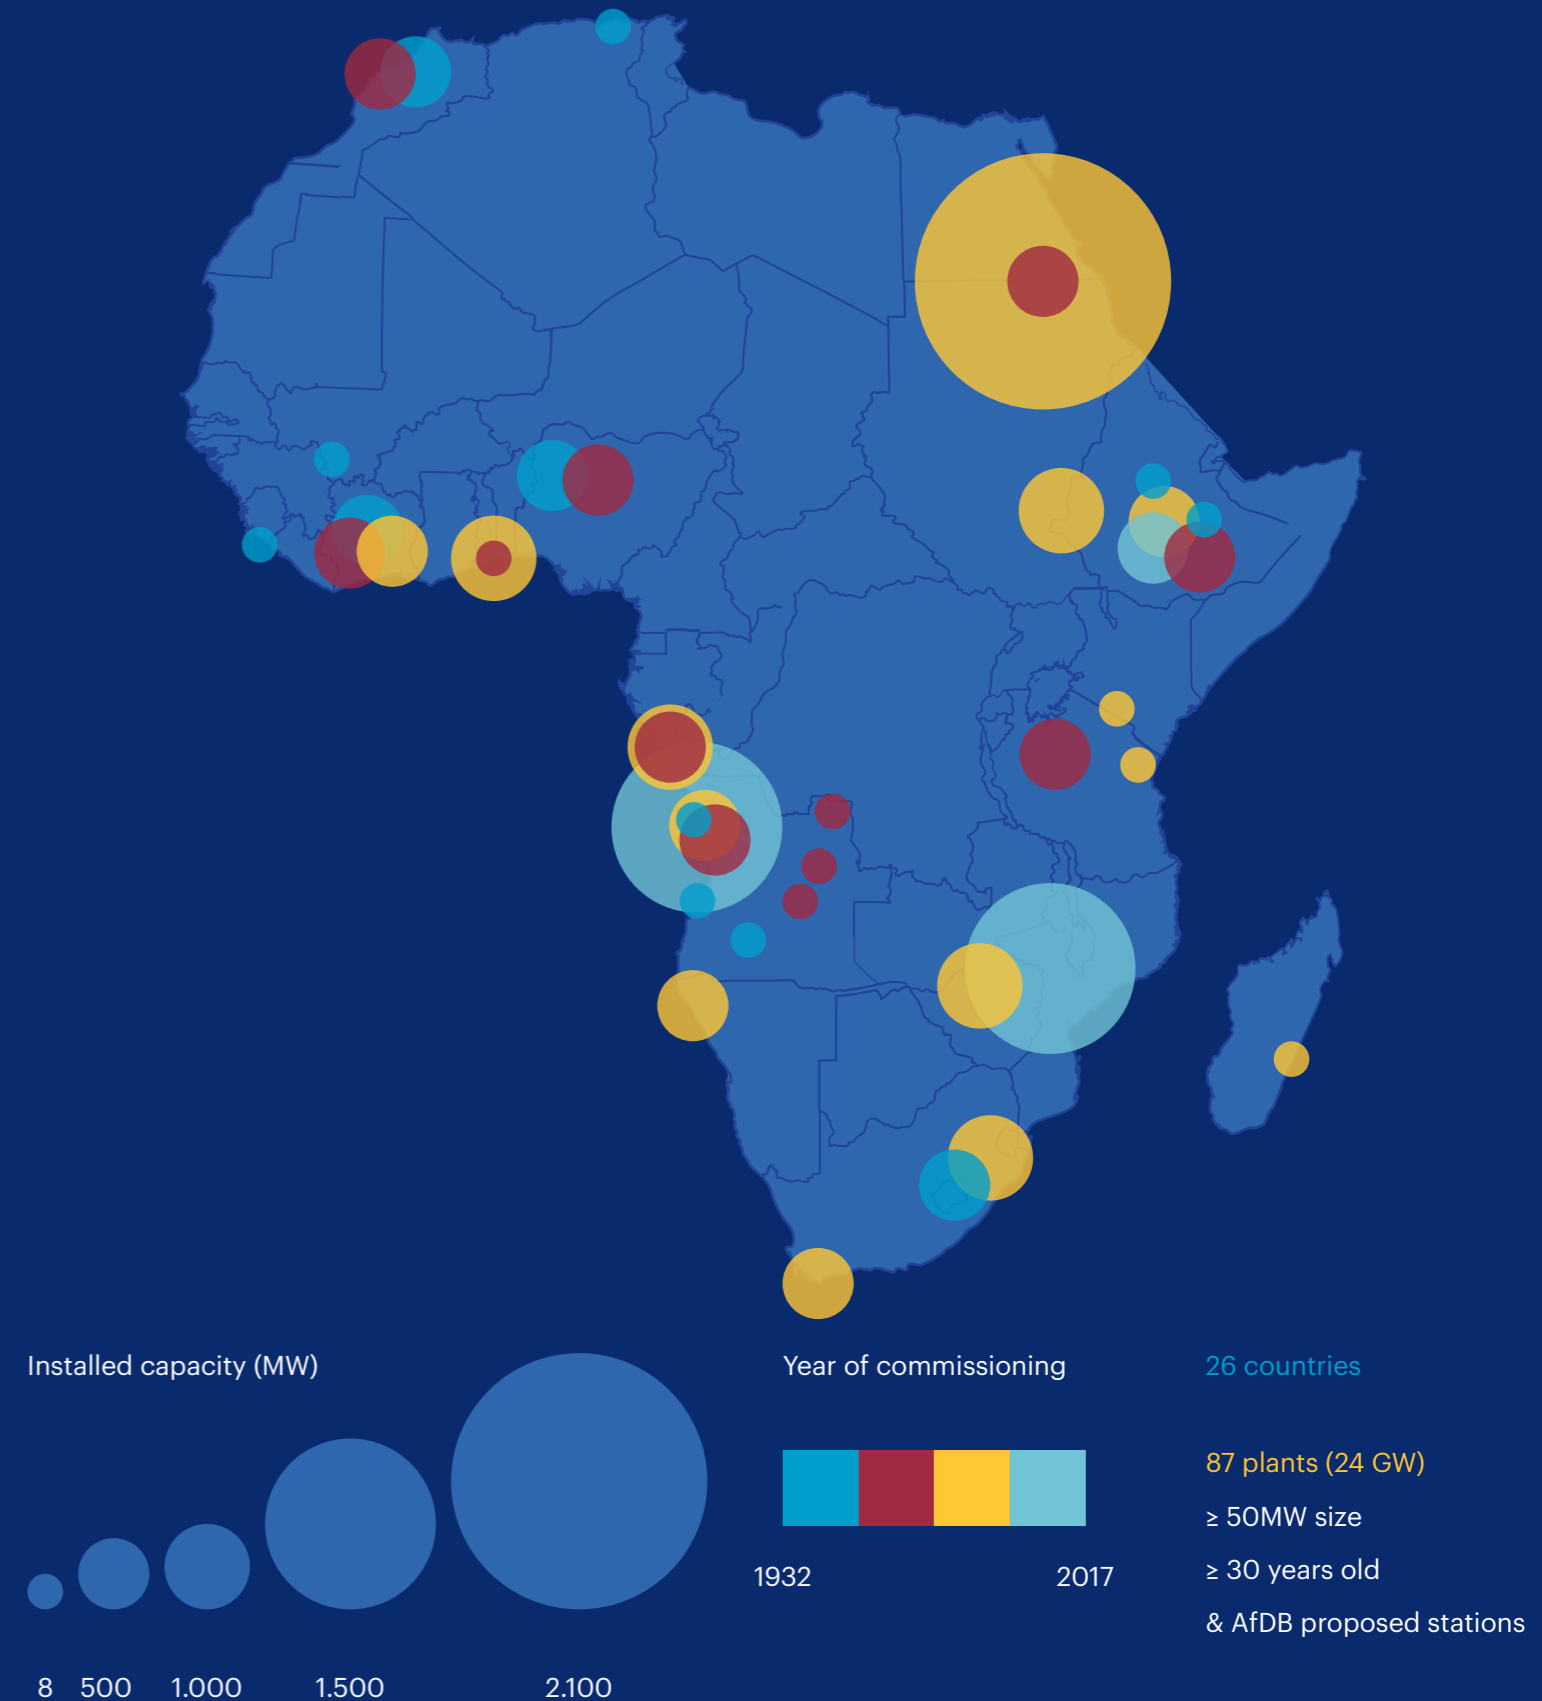 Installed capacity (MW)
8 500 1.000 1.500 2.100
Year of commissioning
1932 2017
26 countries
87 plants (24 GW)
≥ 50MW size
≥ 30 years old
& AfDB proposed stations